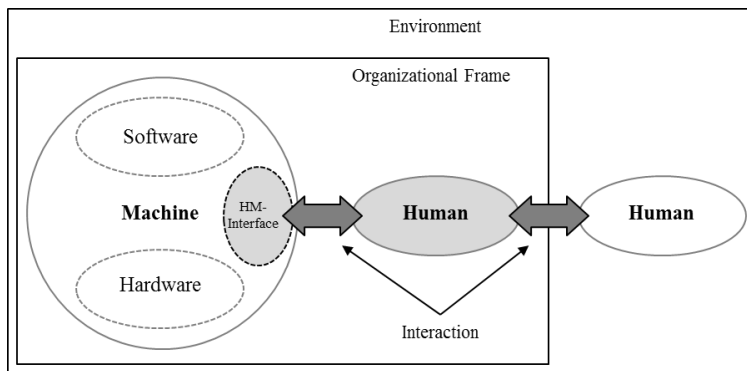 Environment
Organizational Frame
Software
Machine
HM-
Interface
Human
Human
Hardware
Interaction